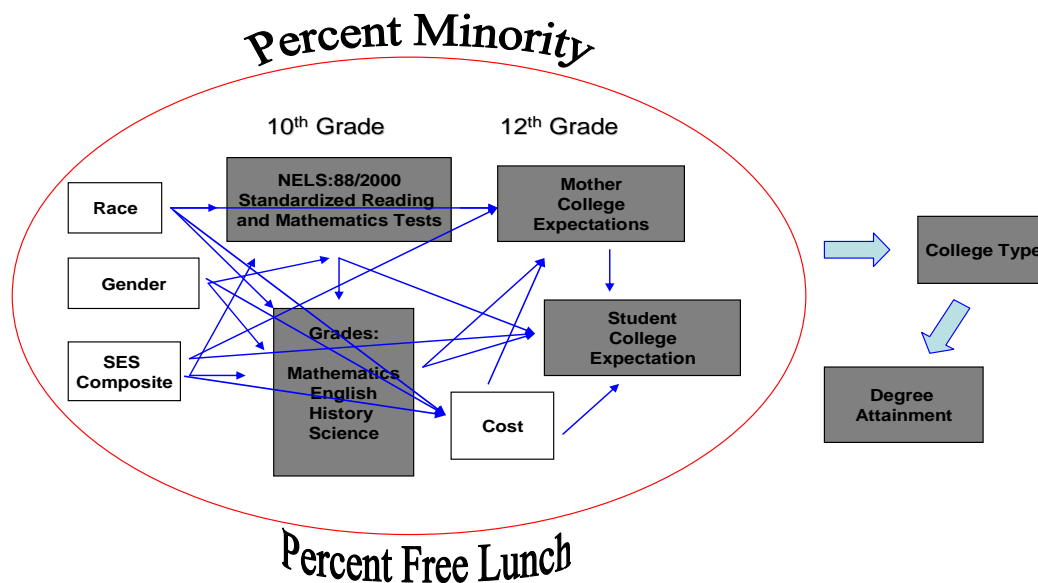 Percent Minority
10th Grade
12th Grade
NELS:88/2000
Standardized Reading
and Mathematics Tests
Mother
College
Expectations
Race
College Type
Gender
Student
College
Expectation
Grades:
Mathematics
English
History
Science
SES
Composite
Cost
Degree
Attainment
Percent Free Lunch